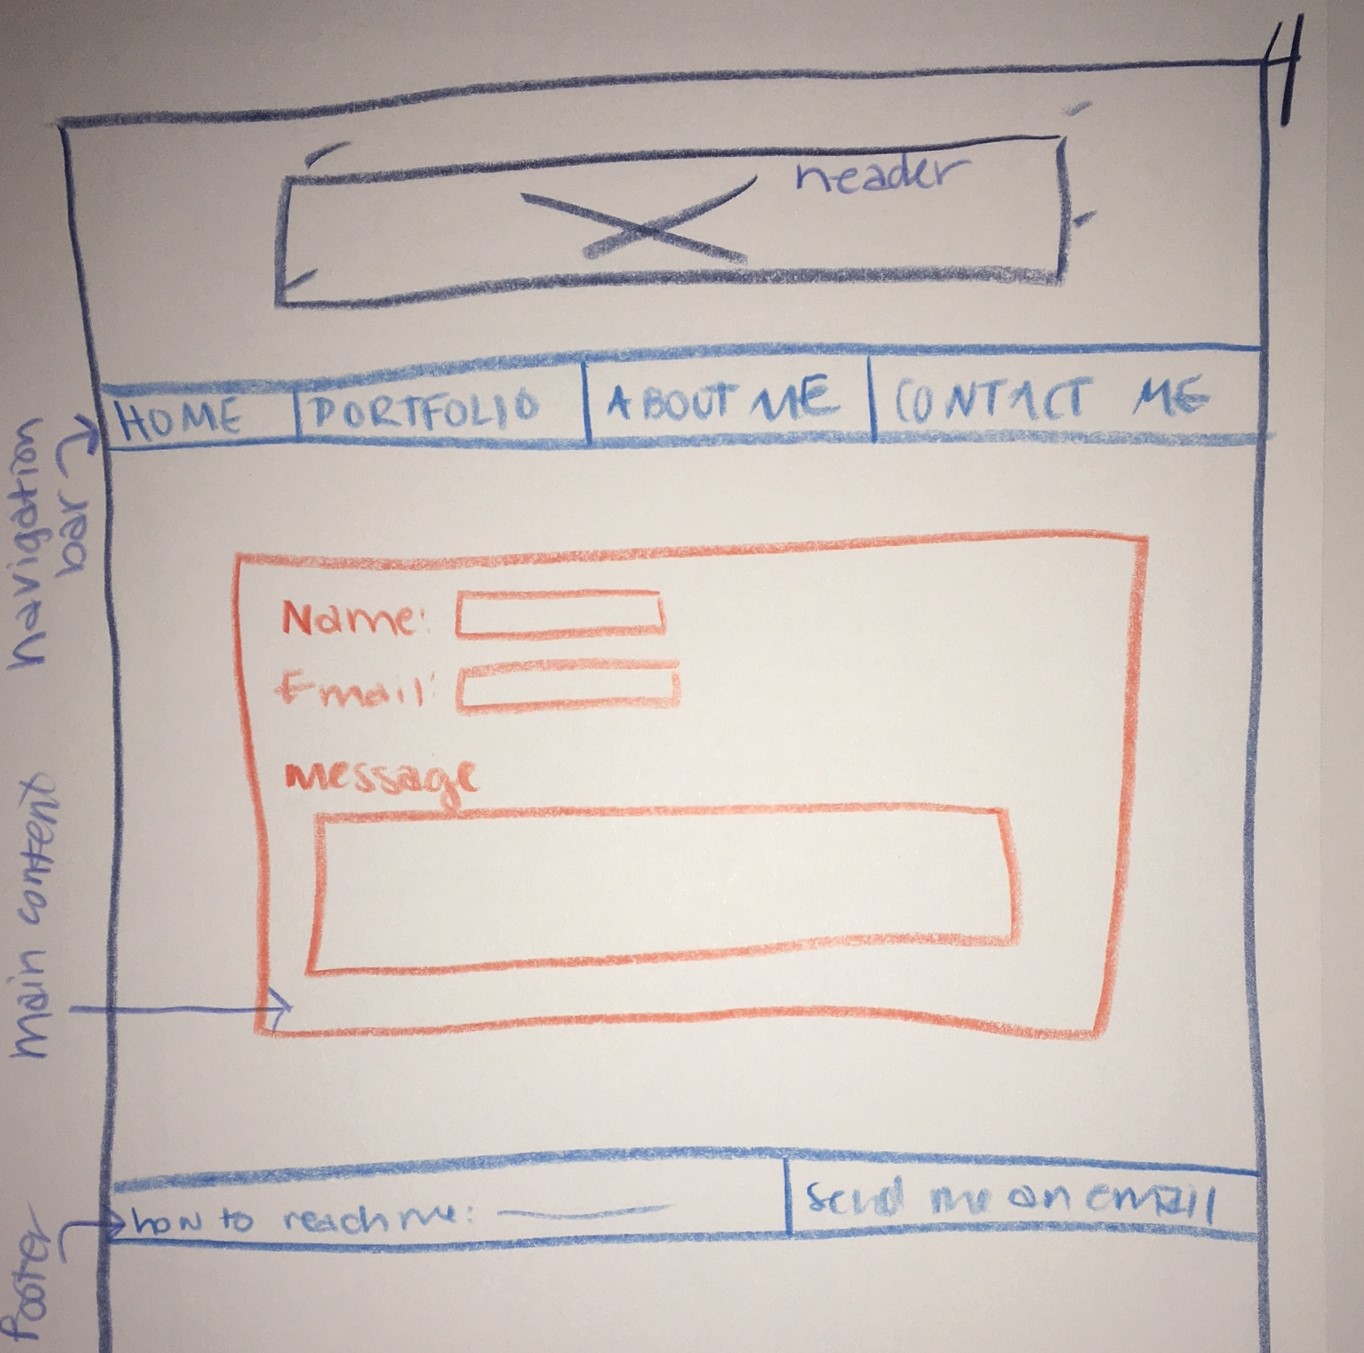 4
header
HOME PORTFOLIO ABOUT ME CONTACT ME
navigation
bar
Name:
Email:
message
main content
how to reach me:
send me an email
footer